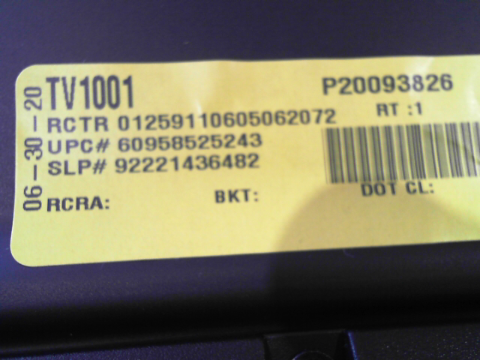 TV1001
P20093826
RCTR 01259110605062072
RT :1
UPC# 60958525243
SLP# 92221436482
RCRA:
BKT:
DOT CL:
06-30-20